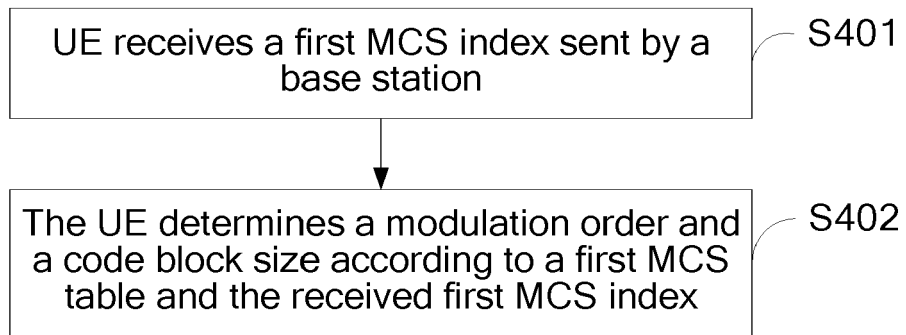 UE receives a first MCS index sent by a
base station
S401
The UE determines a modulation order and
a code block size according to a first MCS
table and the received first MCS index
S402